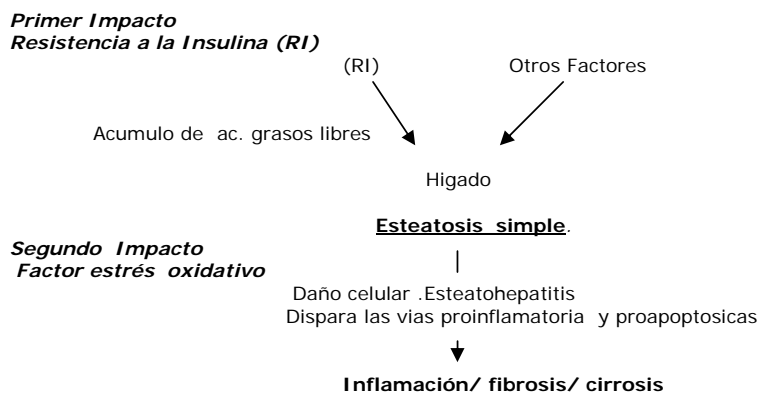 Primer Impacto
Resistencia a la Insulina (RI)
(RI) Otros Factores
Acumulo de ac. grasos libres
Higado
Esteatosis simple.
Segundo Impacto
Factor estrés oxidativo
Daño celular .Esteatohepatitis
Dispara las vias proinflamatoria y proapoptosicas
Inflamación/ fibrosis/ cirrosis